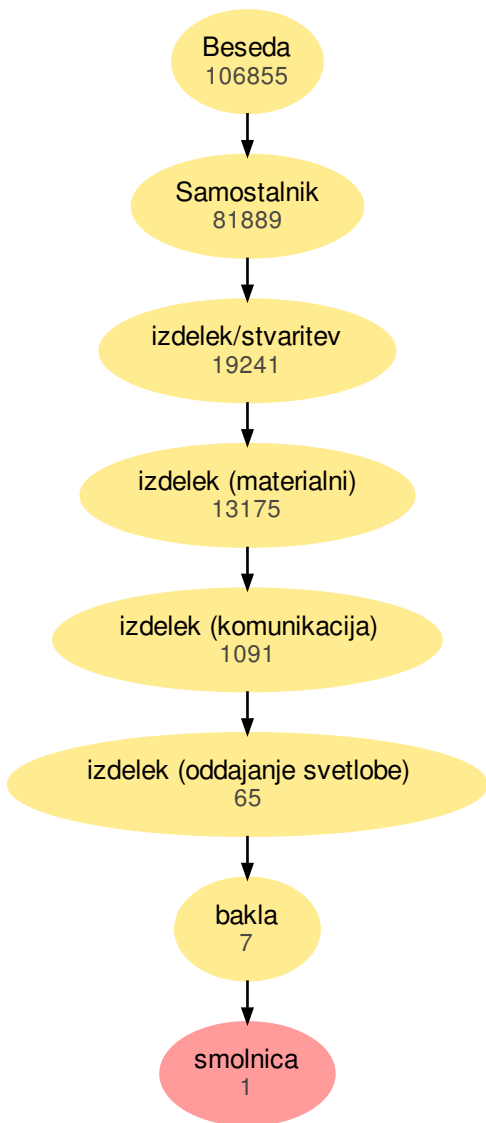 Beseda
106855
Samostalnik
81889
izdelek/stvaritev
19241
izdelek (materialni)
13175
izdelek (komunikacija)
1091
izdelek (oddajanje svetlobe)
65
bakla
7
smolnica
1